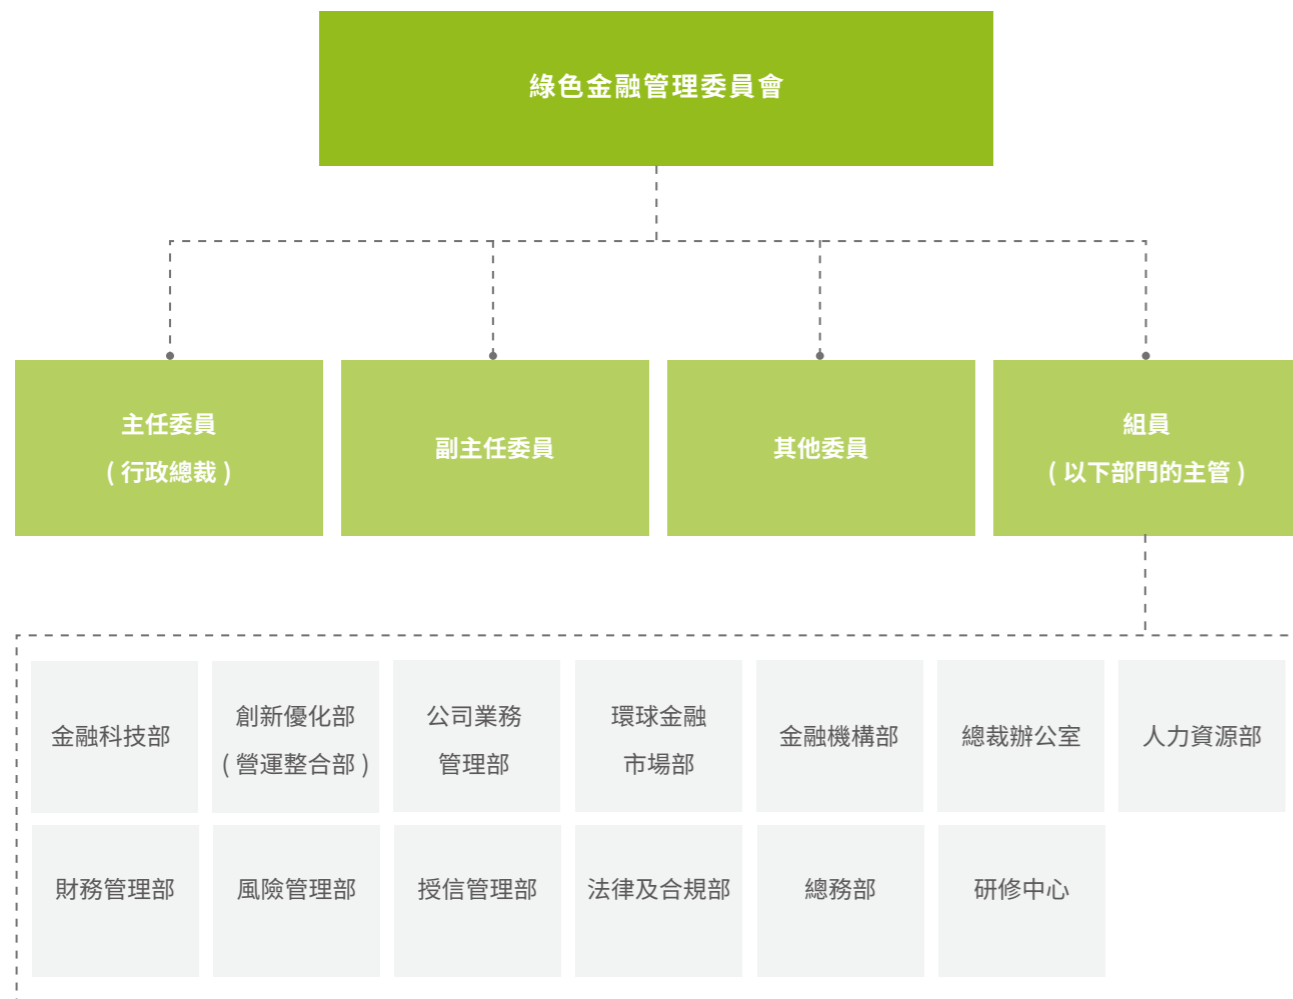 綠色金融管理委員會
主任委員
( 行政總裁 )
副主任委員
其他委員
組員
( 以下部門的主管 )
金融科技部
創新優化部
( 營運整合部 )
公司業務
管理部
環球金融
市場部
金融機構部
總裁辦公室
人力資源部
財務管理部
風險管理部
授信管理部
法律及合規部
總務部
研修中心